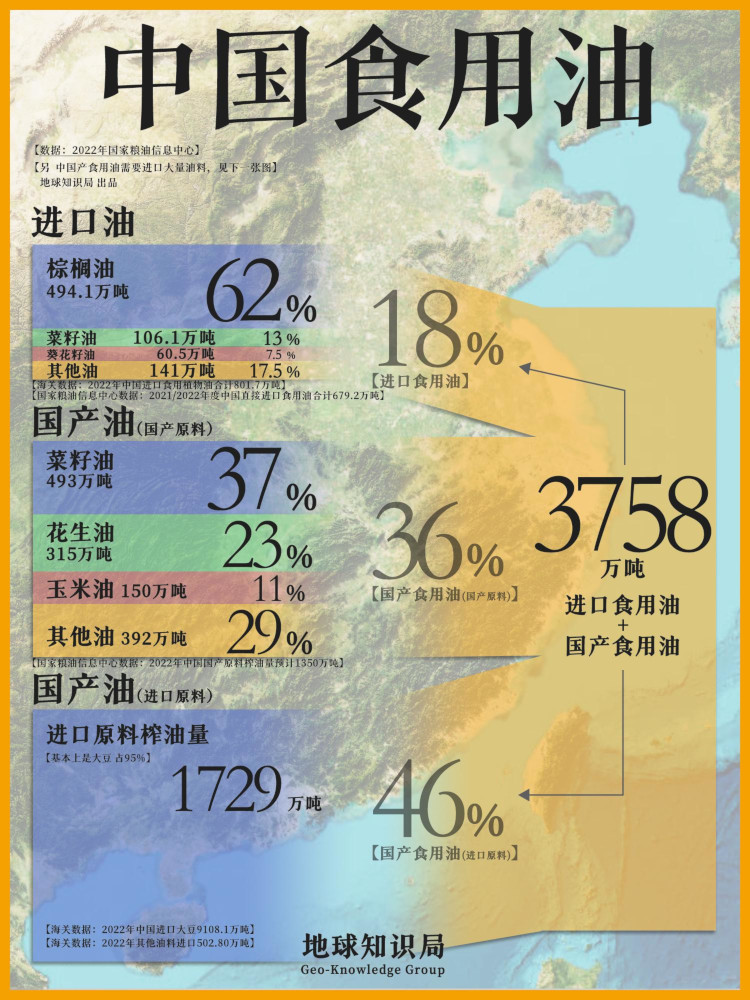 中国食用油
【数据：2022年国家粮油信息中心】
【另 中国产食用油需要进口大量油料，见下一张图】
地球知识局 出品
进口油
棕榈油
494.1万吨
62%
菜籽油 106.1万吨 13%
葵花籽油 60.5万吨 7.5%
其他油 141万吨 17.5%
【海关数据：2022年中国进口食用植物油合计801.7万吨】
【国家粮油信息中心数据：2021/2022年度中国直接进口食用油合计679.2万吨】
18%
【进口食用油】
国产油(国产原料)
菜籽油
493万吨
37%
花生油
315万吨
23%
玉米油 150万吨 11%
其他油 392万吨 29%
【国家粮油信息中心数据：2022年中国国产原料榨油量预计1350万吨】
36%
【国产食用油(国产原料)】
3758
万吨
进口食用油
+
国产食用油
国产油(进口原料)
进口原料榨油量
【基本上是大豆 占95%】
1729万吨
46%
【国产食用油(进口原料)】
【海关数据：2022年中国进口大豆9108.1万吨】
【海关数据：2022年其他油料进口502.80万吨】
地球知识局
Geo-Knowledge Group